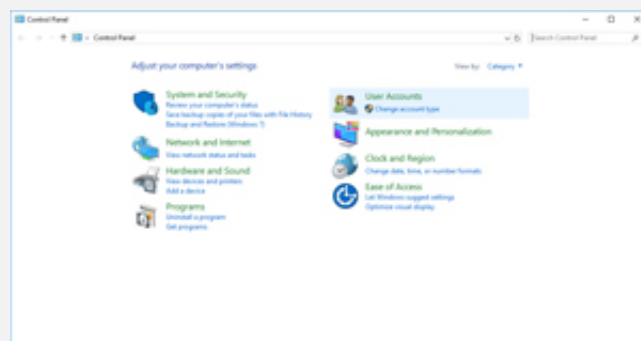 Control Panel
Control Panel
Search Control Panel
Adjust your computer's settings
View by: Category
System and Security
Review your computer's status
Save backup copies of your files with File History
Backup and Restore (Windows 7)
Network and Internet
View network status and tasks
Hardware and Sound
View devices and printers
Add a device
Programs
Uninstall a program
Get programs
User Accounts
Change account type
Appearance and Personalization
Clock and Region
Change date, time, or number formats
Ease of Access
Let Windows suggest settings
Optimize visual display